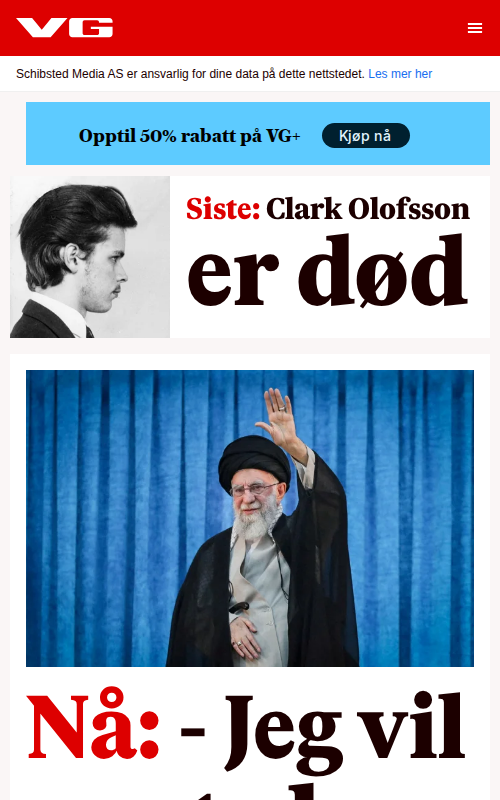 VG
Schibsted Media AS er ansvarlig for dine data på dette nettstedet. Les mer her
Opptil 50% rabatt på VG+
Kjøp nå
Siste: Clark Olofsson
er død
Nå: - Jeg vil